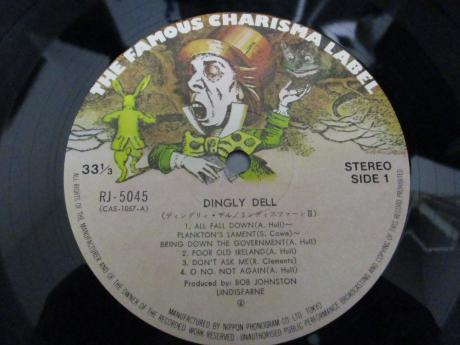 THE FAMOUS CHARISMA LABEL
33 1/3
STEREO
SIDE 1
RJ-5045
(CAS-1057-A)
DINGLY DELL
(ディングリィ・デル/リンディスファーンⅢ)
1. ALL FALL DOWN(A. Hull)~
PLANKTON'S LAMENT(S. Cowe)~
BRING DOWN THE GOVERNMENT(A. Hull)
2. POOR OLD IRELAND(A. Hull)
3. DON'T ASK ME(R. Clements)
4. O NO, NOT AGAIN(A. Hull)
Produced by: BOB JOHNSTON
LINDISFARNE
ALL RIGHTS OF THE MANUFACTURER AND OF THE OWNER OF THE RECORDED WORK RESERVED · UNAUTHORISED PUBLIC PERFORMANCE BROADCASTING AND COPYING OF THIS RECORD PROHIBITED
MANUFACTURED BY NIPPON PHONOGRAM CO. LTD. TOKYO